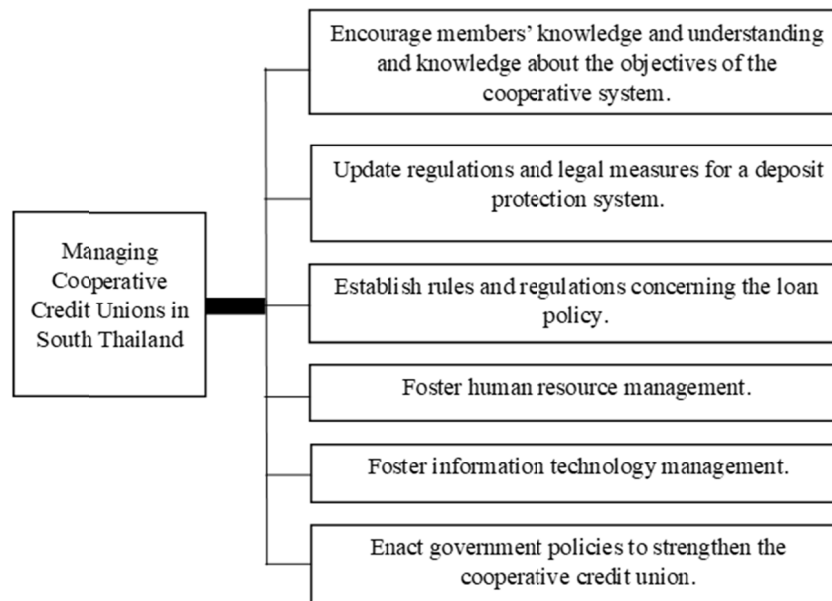 Managing
Cooperative
Credit Unions in
South Thailand
Encourage members’ knowledge and understanding
and knowledge about the objectives of the
cooperative system.
Update regulations and legal measures for a deposit
protection system.
Establish rules and regulations concerning the loan
policy.
Foster human resource management.
Foster information technology management.
Enact government policies to strengthen the
cooperative credit union.